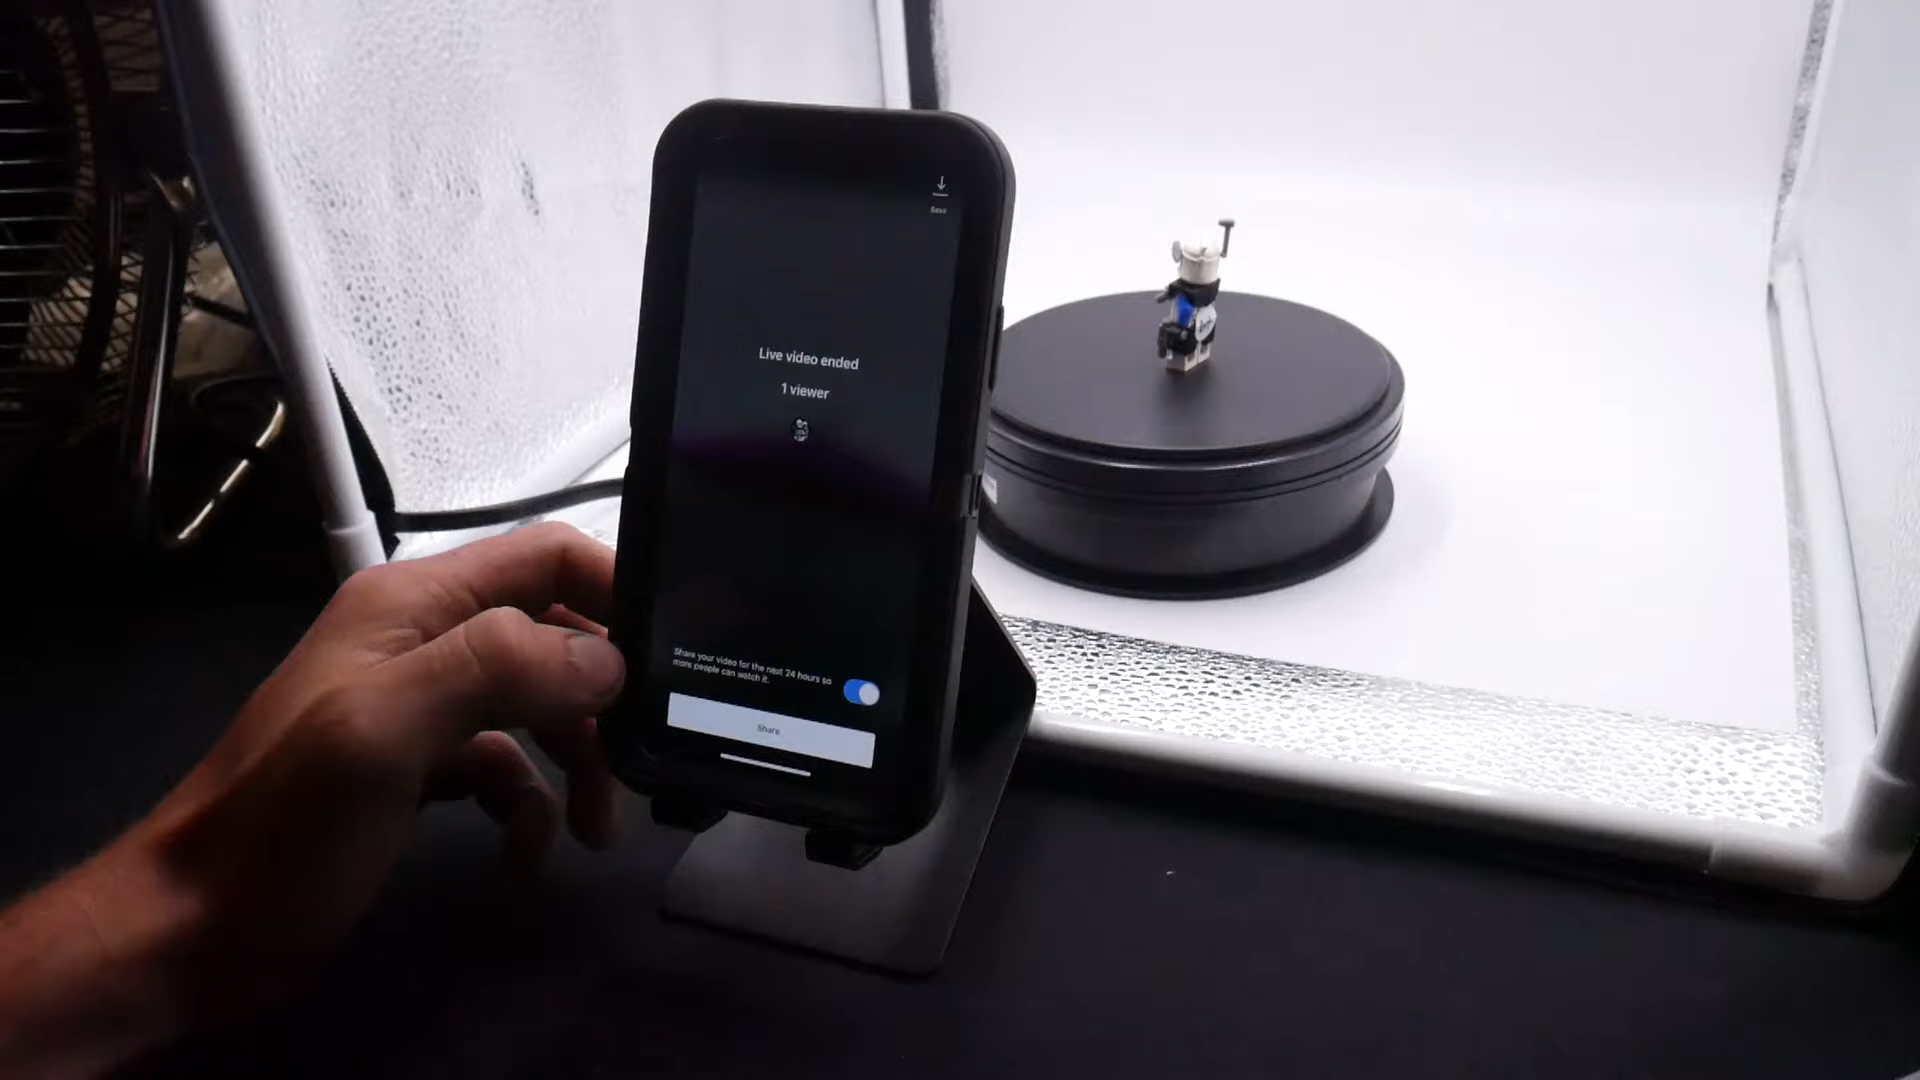 Save
Live video ended
1 viewer
Share your video for the next 24 hours so
more people can watch it.
Share